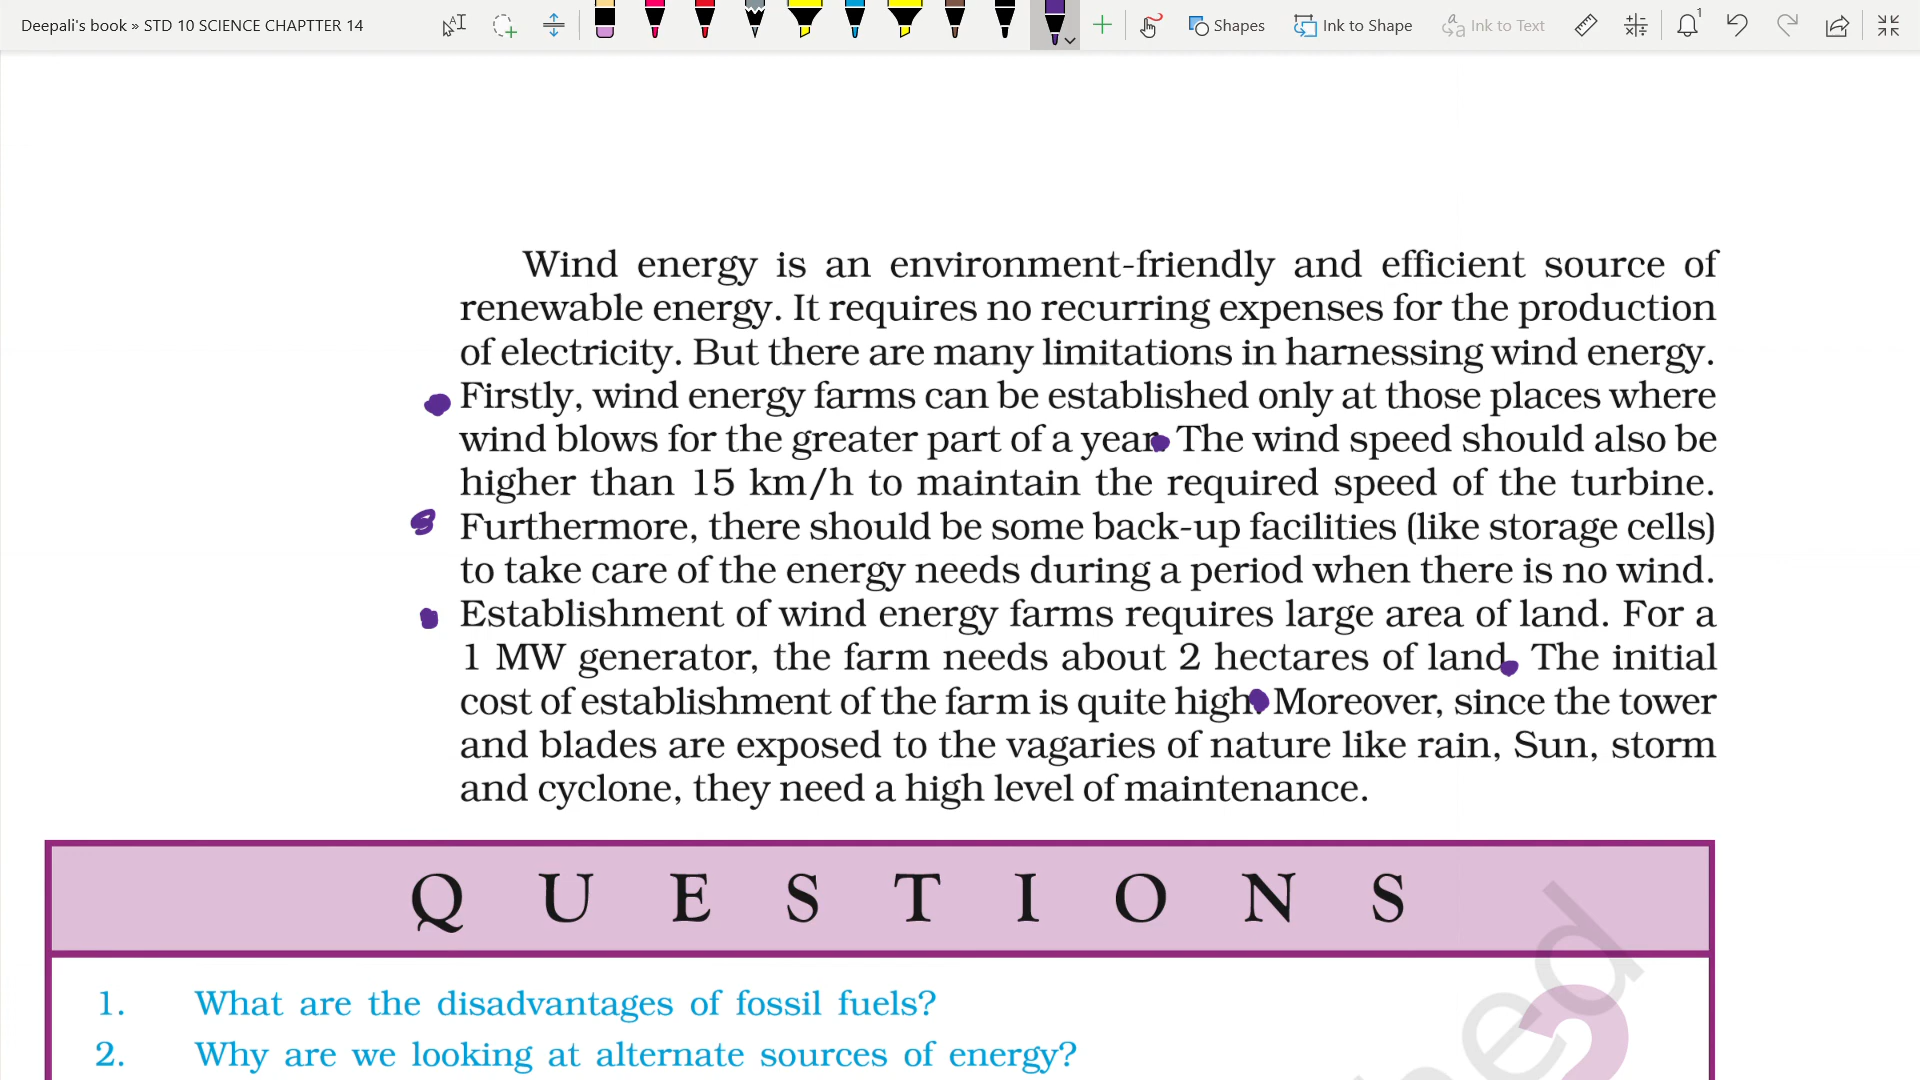 Deepali's book » STD 10 SCIENCE CHAPTTER 14
Shapes
Ink to Shape
Ink to Text
1
Wind energy is an environment-friendly and efficient source of
renewable energy. It requires no recurring expenses for the production
of electricity. But there are many limitations in harnessing wind energy.
Firstly, wind energy farms can be established only at those places where
wind blows for the greater part of a year. The wind speed should also be
higher than 15 km/h to maintain the required speed of the turbine.
Furthermore, there should be some back-up facilities (like storage cells)
to take care of the energy needs during a period when there is no wind.
Establishment of wind energy farms requires large area of land. For a
1 MW generator, the farm needs about 2 hectares of land. The initial
cost of establishment of the farm is quite high. Moreover, since the tower
and blades are exposed to the vagaries of nature like rain, Sun, storm
and cyclone, they need a high level of maintenance.
Q U E S T I O N S
1. What are the disadvantages of fossil fuels?
2. Why are we looking at alternate sources of energy?
?